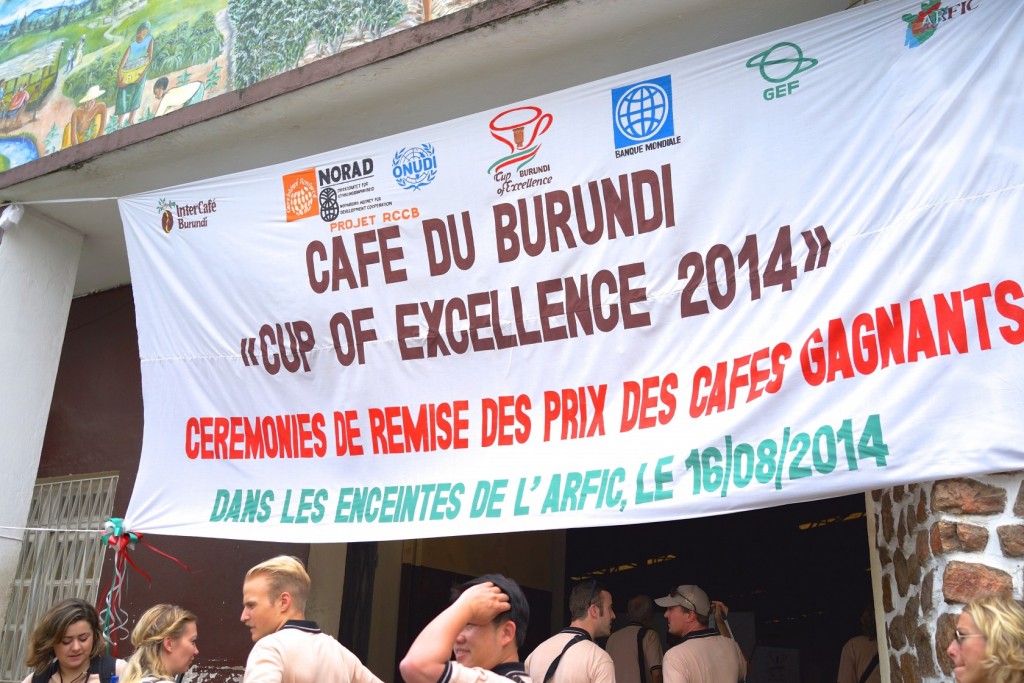 ARFIC
GEF
BANQUE MONDIALE
Cup BURUNDI
of Excellence
ONUDI
NORAD
PROJET RCCB
InterCafé
Burundi
CAFE DU BURUNDI
«CUP OF EXCELLENCE 2014»
CEREMONIES DE REMISE DES PRIX DES CAFES GAGNANTS
DANS LES ENCEINTES DE L'ARFIC, LE 16/08/2014